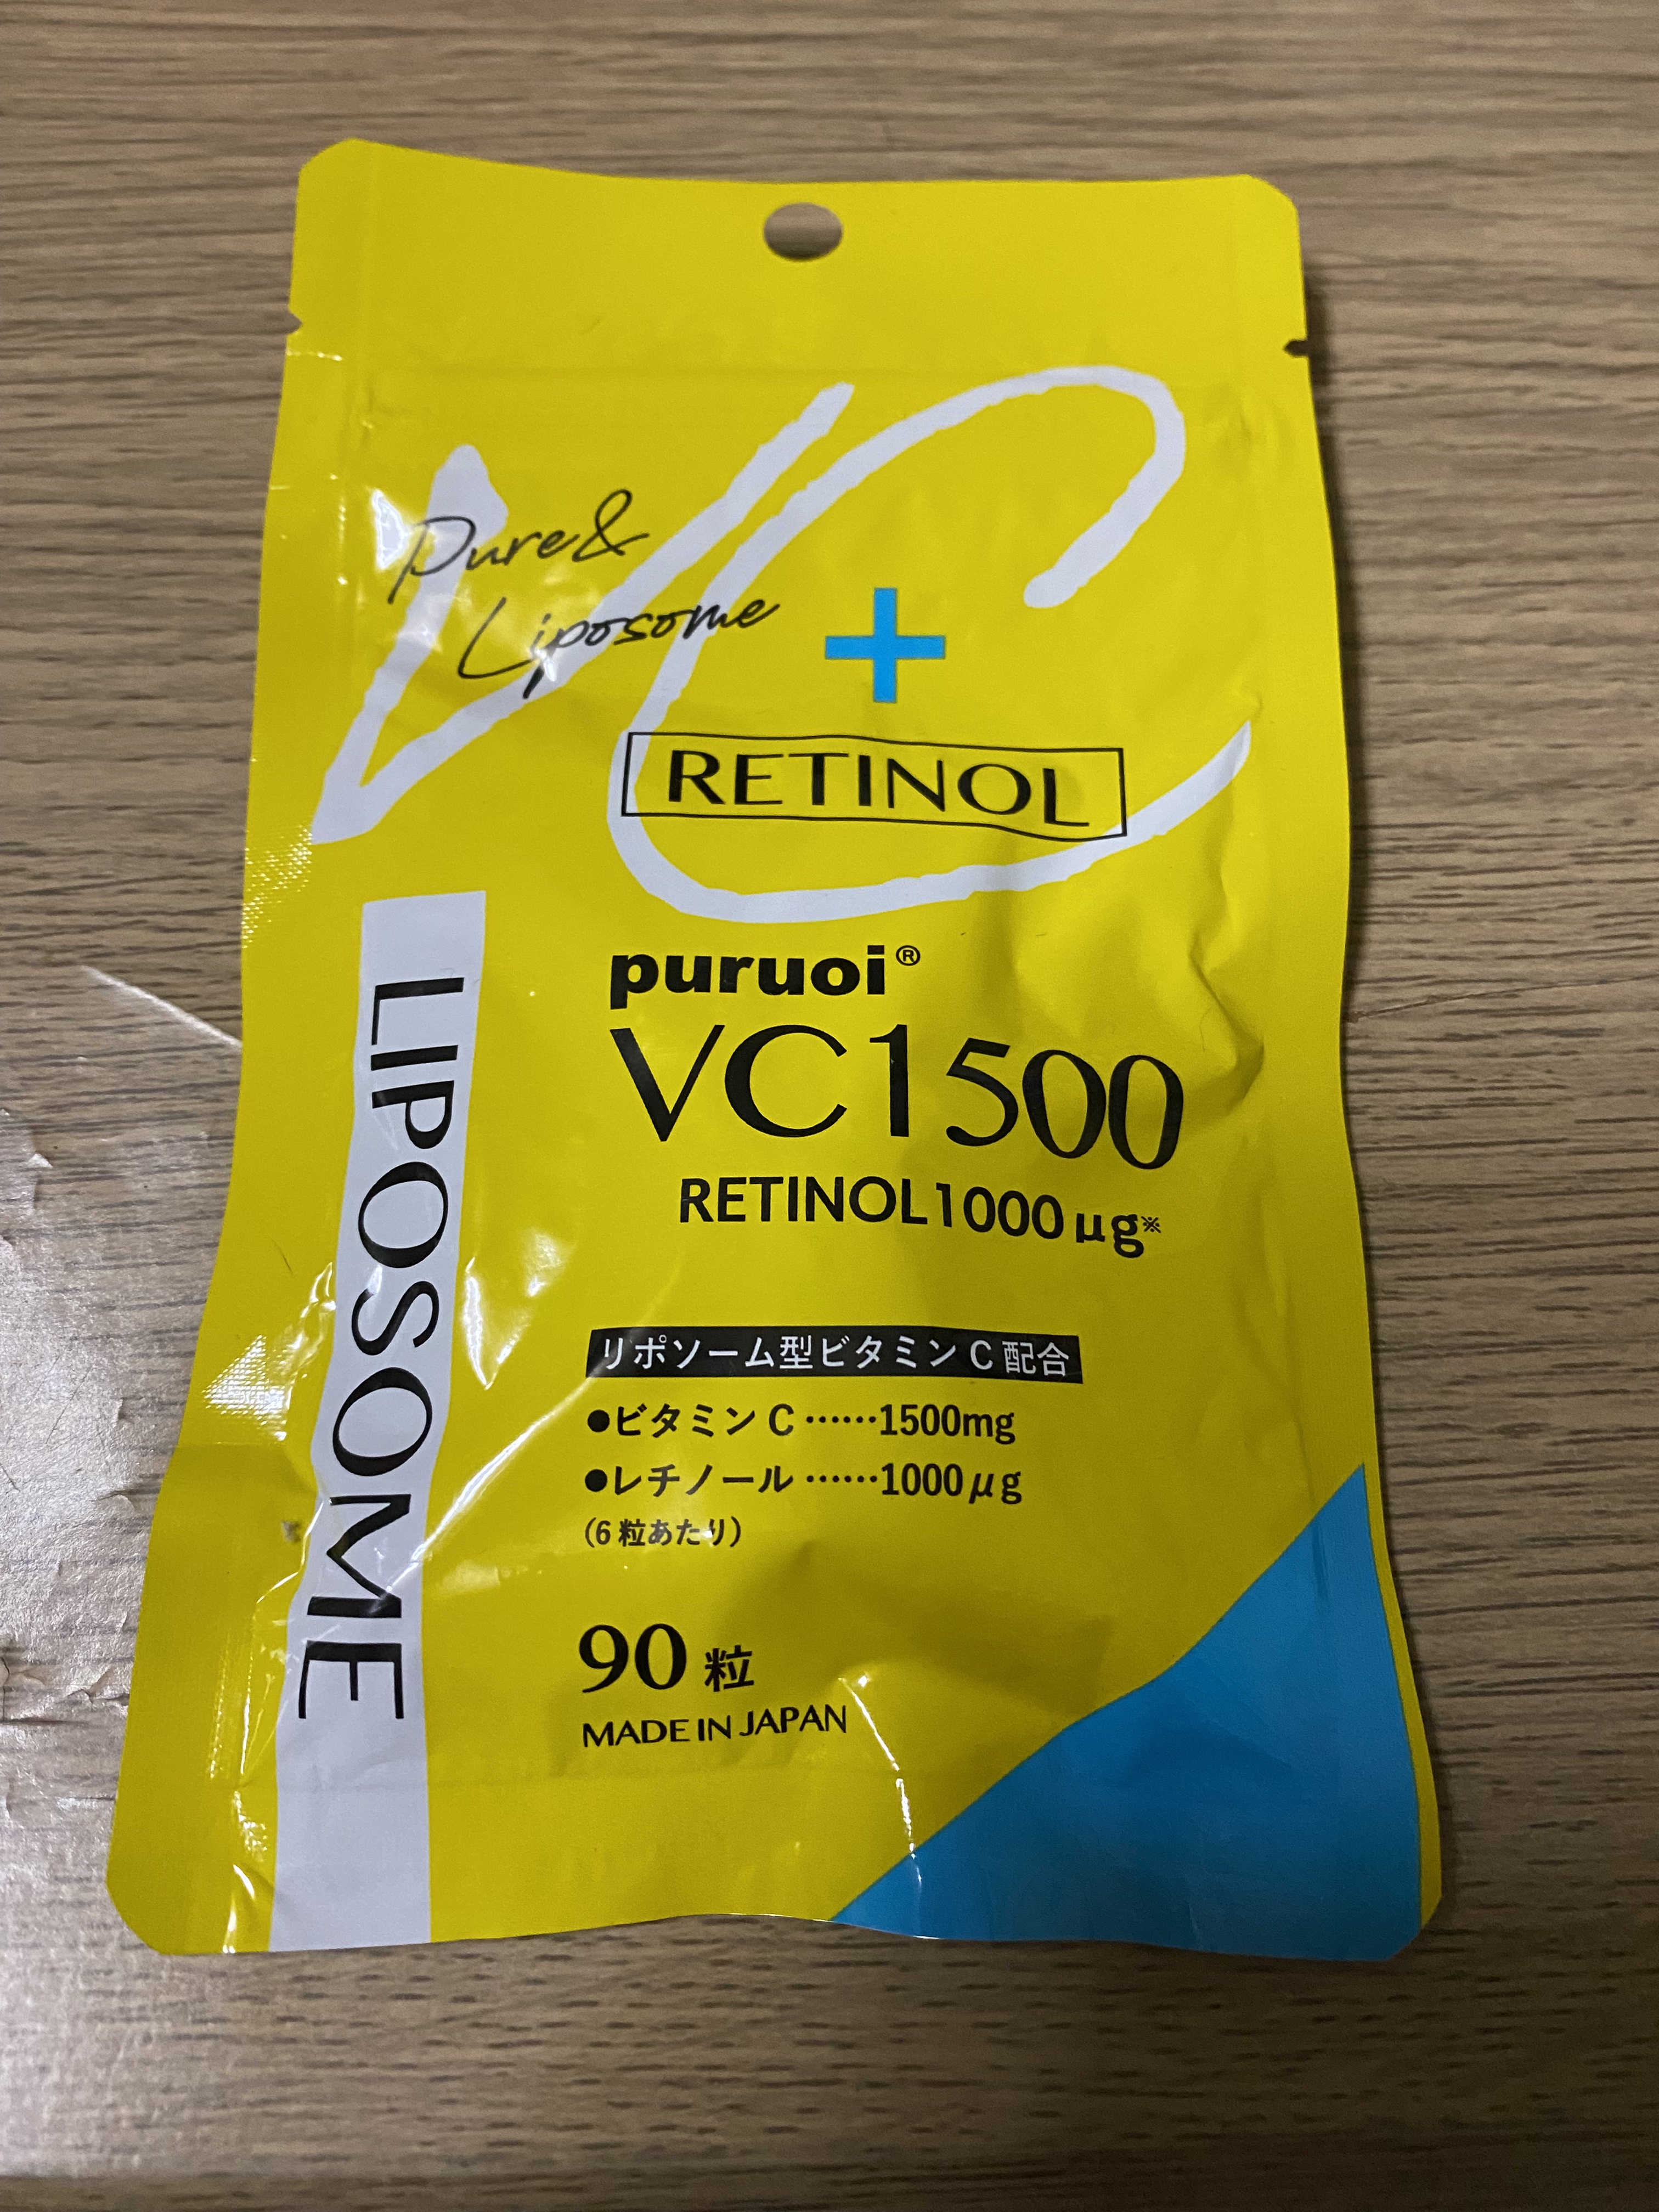 VC
Pure&
Liposome
+
RETINOL
puruoi®
VC1500
RETINOL1000μg※
LIPOSOME
リポソーム型ビタミンC配合
●ビタミンC……1500mg
●レチノール……1000μg
(6粒あたり)
90粒
MADE IN JAPAN